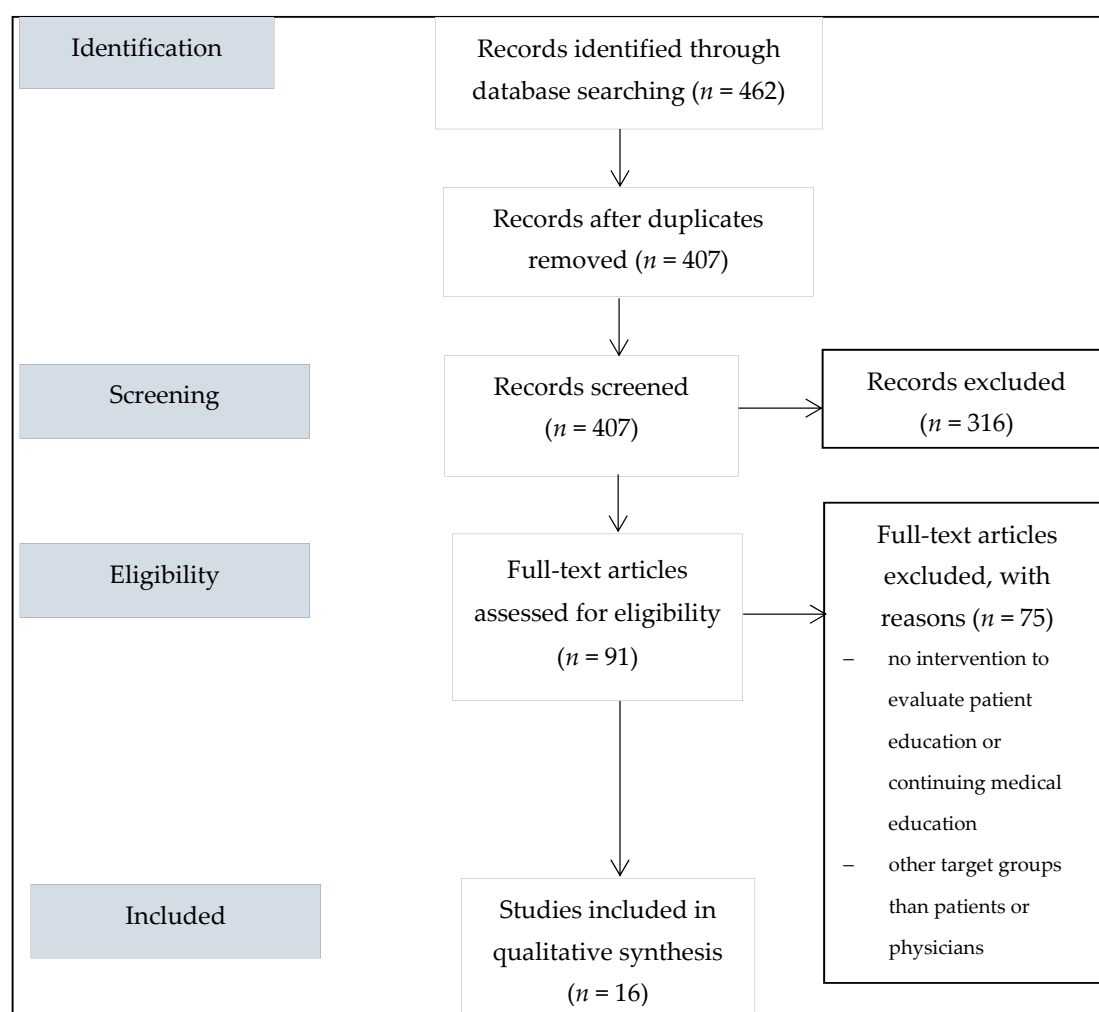 Identification
Records identified through
database searching (n = 462)
Records after duplicates
removed (n = 407)
Screening
Records screened
(n = 407)
Records excluded
(n = 316)
Eligibility
Full-text articles
assessed for eligibility
(n = 91)
Full-text articles
excluded, with
reasons (n = 75)
– no intervention to
evaluate patient
education or
continuing medical
education
– other target groups
than patients or
physicians
Included
Studies included in
qualitative synthesis
(n = 16)